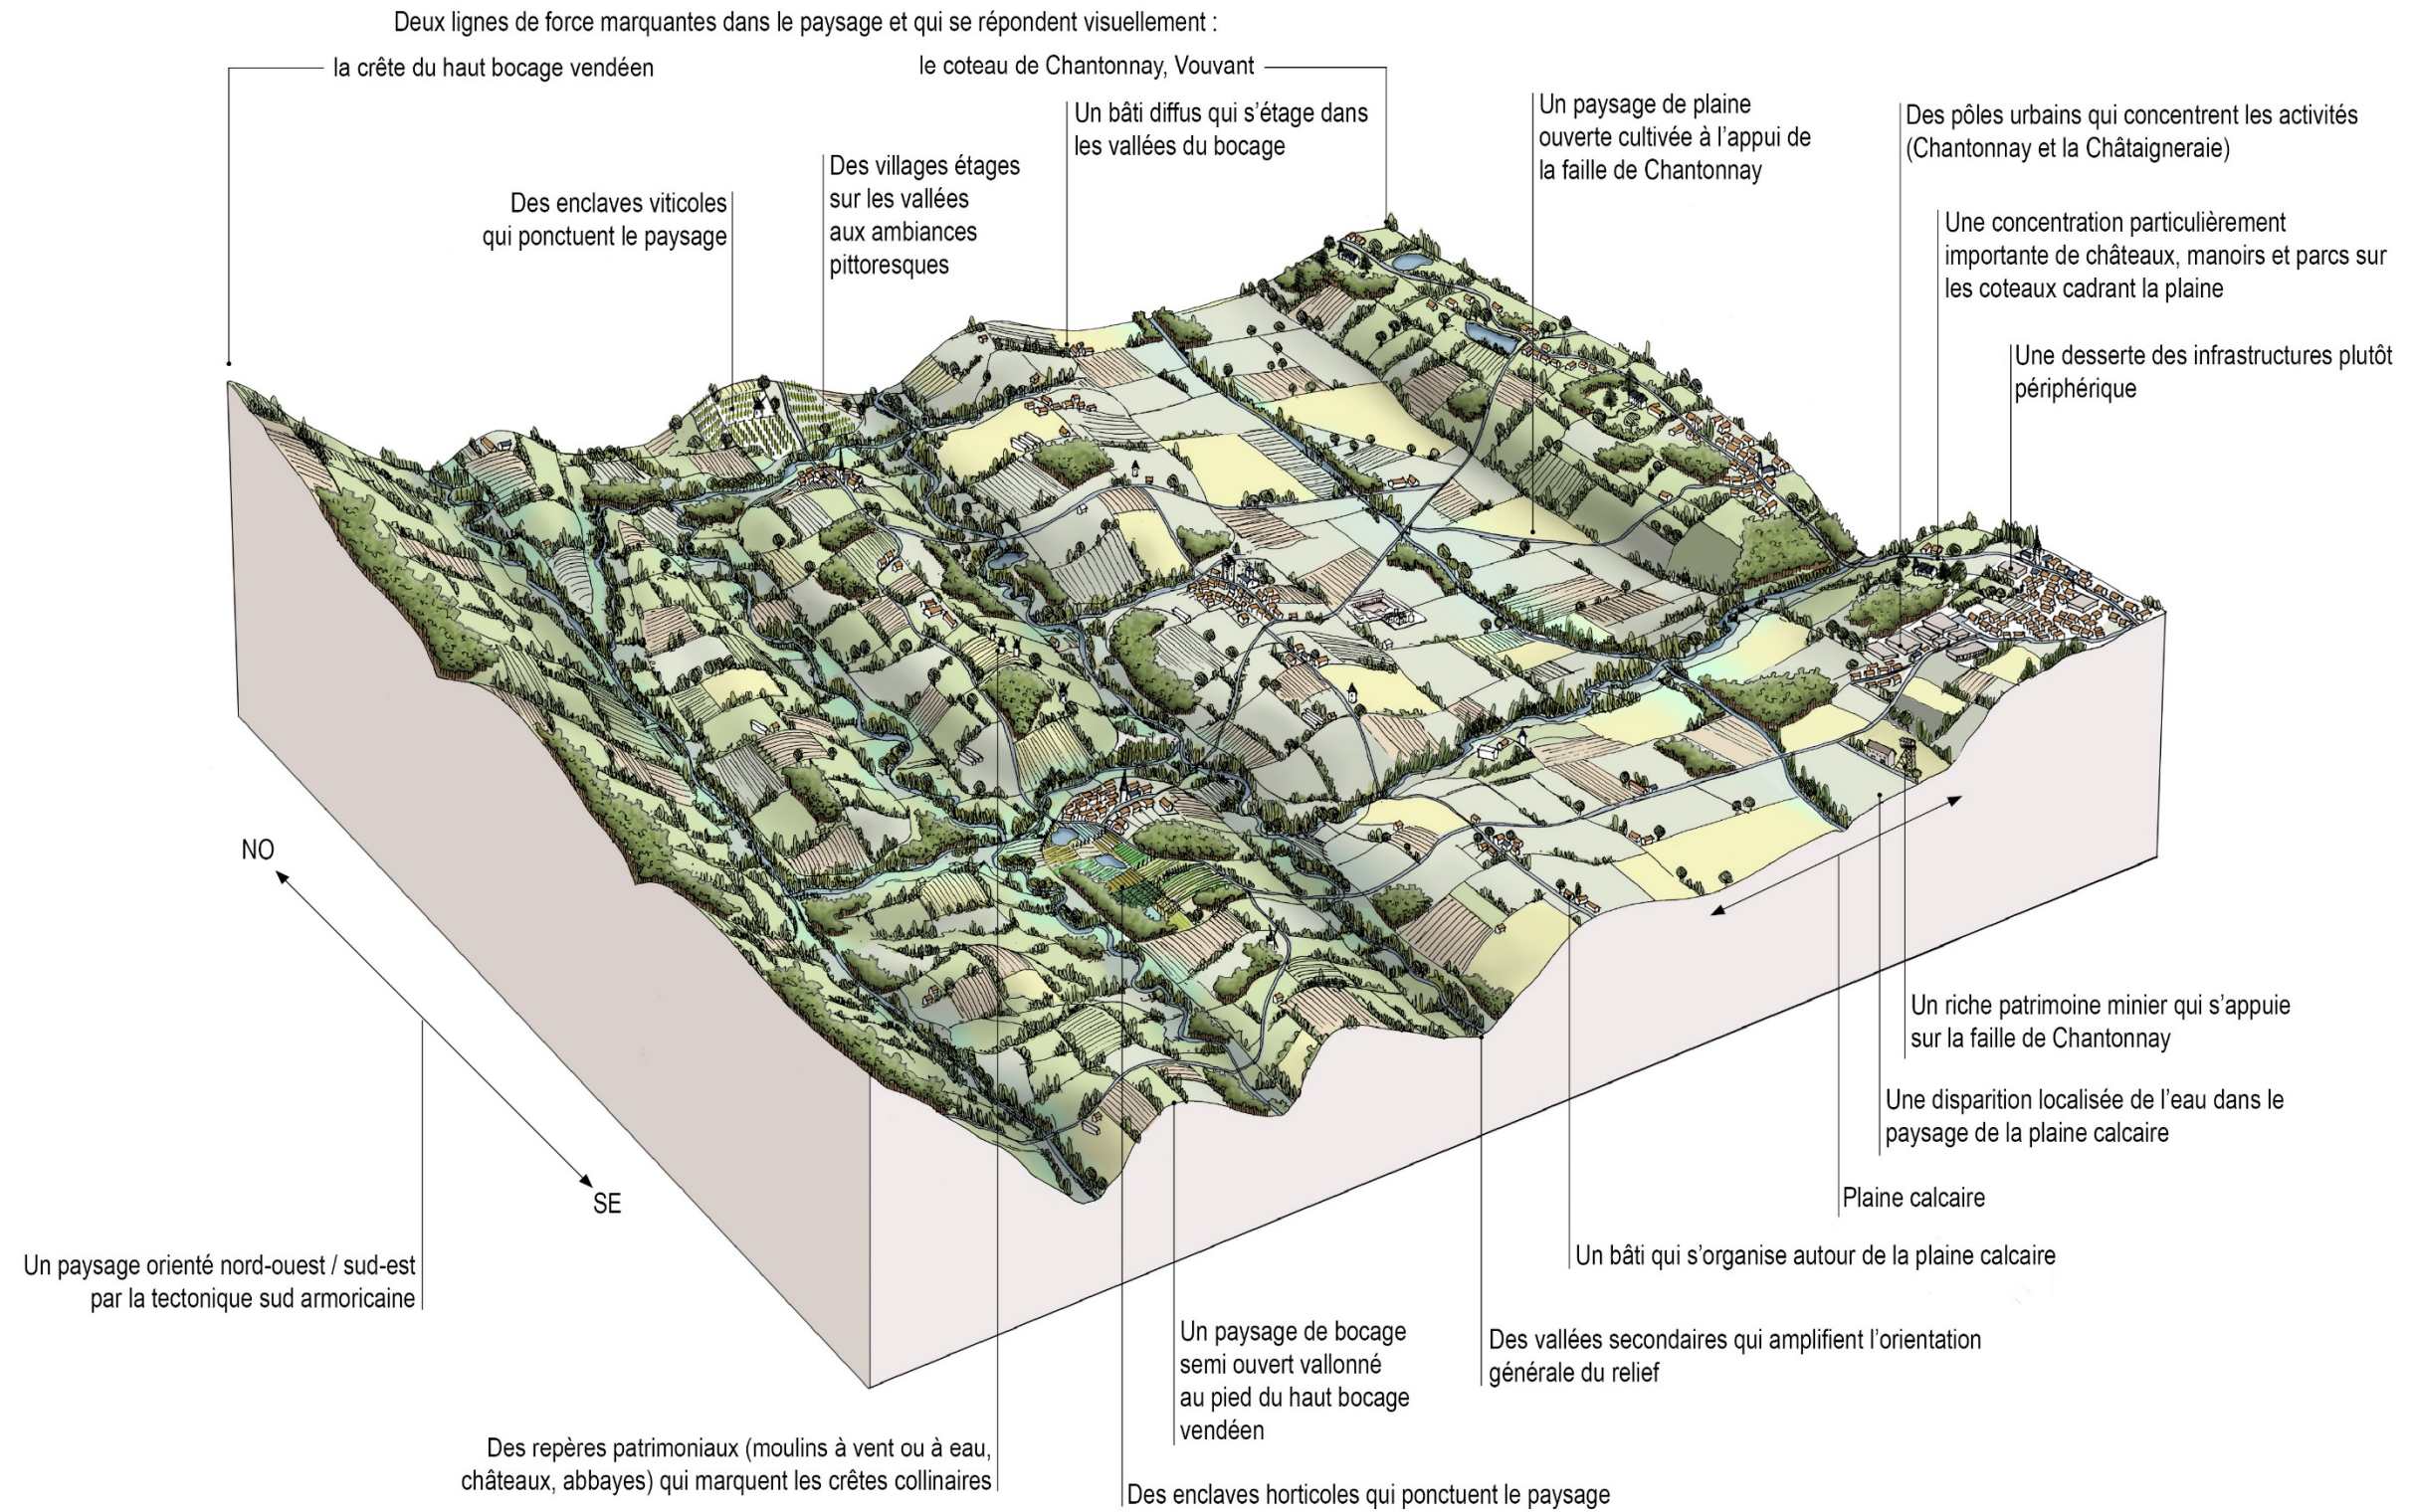 Deux lignes de force marquantes dans le paysage et qui se répondent visuellement :
la crête du haut bocage vendéen
le coteau de Chantonnay, Vouvant
Un bâti diffus qui s’étage dans
les vallées du bocage
Un paysage de plaine
ouverte cultivée à l’appui de
la faille de Chantonnay
Des pôles urbains qui concentrent les activités
(Chantonnay et la Châtaigneraie)
Des villages étages
sur les vallées
aux ambiances
pittoresques
Des enclaves viticoles
qui ponctuent le paysage
Une concentration particulièrement
importante de châteaux, manoirs et parcs sur
les coteaux cadrant la plaine
Une desserte des infrastructures plutôt
périphérique
NO
SE
Un paysage orienté nord-ouest / sud-est
par la tectonique sud armoricaine
Un riche patrimoine minier qui s’appuie
sur la faille de Chantonnay
Une disparition localisée de l’eau dans le
paysage de la plaine calcaire
Plaine calcaire
Un bâti qui s’organise autour de la plaine calcaire
Des vallées secondaires qui amplifient l’orientation
générale du relief
Un paysage de bocage
semi ouvert vallonné
au pied du haut bocage
vendéen
Des repères patrimoniaux (moulins à vent ou à eau,
châteaux, abbayes) qui marquent les crêtes collinaires
Des enclaves horticoles qui ponctuent le paysage